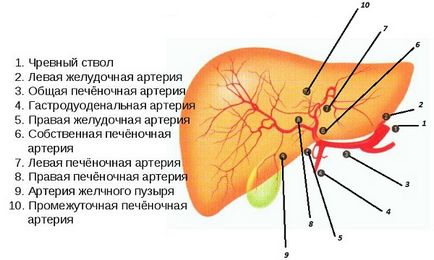 1. Чревный ствол
2. Левая желудочная артерия
3. Общая печёночная артерия
4. Гастродуоденальная артерия
5. Правая желудочная артерия
6. Собственная печёночная
артерия
7. Левая печёночная артерия
8. Правая печёночная артерия
9. Артерия желчного пузыря
10. Промежуточная печёночная
артерия
10
7
6
2
1
3
4
5
8
9